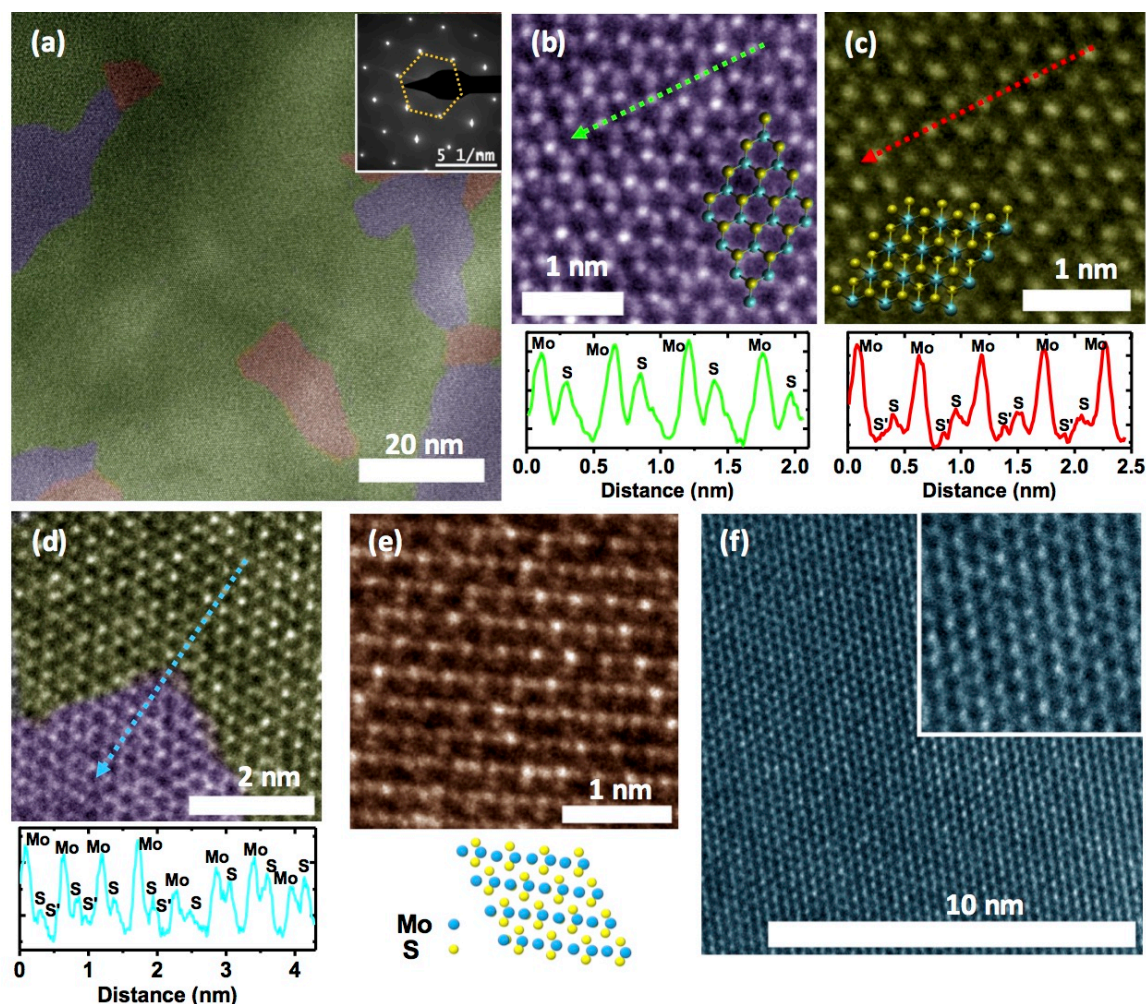 (a)
5 1/nm
20 nm
(b)
1 nm
Mo S Mo S Mo S Mo S
0.0 0.5 1.0 1.5 2.0
Distance (nm)
(c)
1 nm
Mo S' S Mo S' S Mo S' S Mo S' S Mo
0.0 0.5 1.0 1.5 2.0 2.5
Distance (nm)
(d)
2 nm
Mo S S' Mo S S' Mo S Mo S S' Mo S Mo S Mo S Mo S
0 1 2 3 4
Distance (nm)
(e)
1 nm
Mo
S
(f)
10 nm